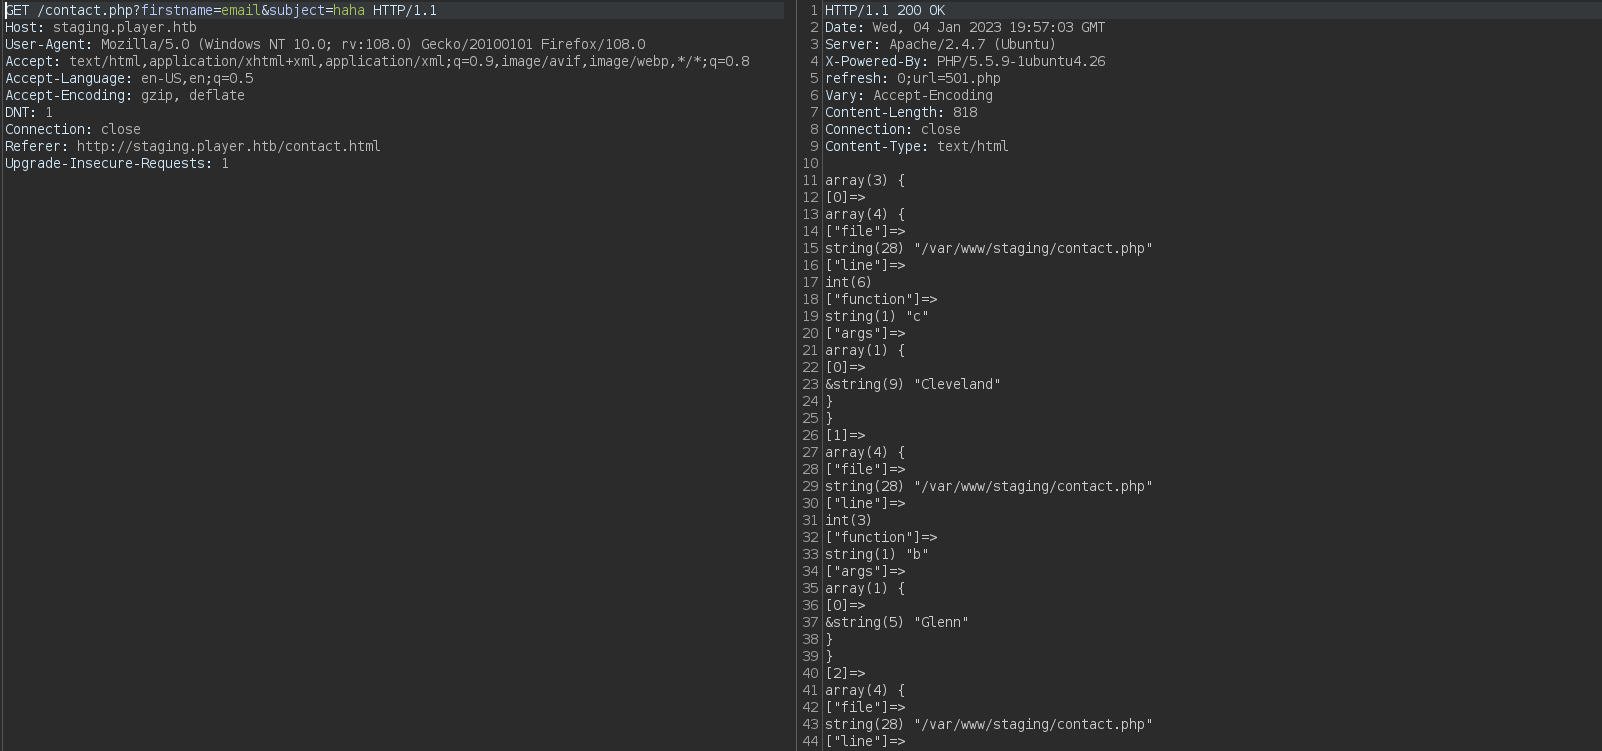 GET /contact.php?firstname=email&subject=haha HTTP/1.1
Host: staging.player.htb
User-Agent: Mozilla/5.0 (Windows NT 10.0; rv:108.0) Gecko/20100101 Firefox/108.0
Accept: text/html,application/xhtml+xml,application/xml;q=0.9,image/avif,image/webp,*/*;q=0.8
Accept-Language: en-US,en;q=0.5
Accept-Encoding: gzip, deflate
DNT: 1
Connection: close
Referer: http://staging.player.htb/contact.html
Upgrade-Insecure-Requests: 1
1 HTTP/1.1 200 OK
2 Date: Wed, 04 Jan 2023 19:57:03 GMT
3 Server: Apache/2.4.7 (Ubuntu)
4 X-Powered-By: PHP/5.5.9-1ubuntu4.26
5 refresh: 0;url=501.php
6 Vary: Accept-Encoding
7 Content-Length: 818
8 Connection: close
9 Content-Type: text/html
10
11 array(3) {
12 [0]=>
13 array(4) {
14 ["file"]=>
15 string(28) "/var/www/staging/contact.php"
16 ["line"]=>
17 int(6)
18 ["function"]=>
19 string(1) "c"
20 ["args"]=>
21 array(1) {
22 [0]=>
23 &string(9) "Cleveland"
24 }
25 }
26 [1]=>
27 array(4) {
28 ["file"]=>
29 string(28) "/var/www/staging/contact.php"
30 ["line"]=>
31 int(3)
32 ["function"]=>
33 string(1) "b"
34 ["args"]=>
35 array(1) {
36 [0]=>
37 &string(5) "Glenn"
38 }
39 }
40 [2]=>
41 array(4) {
42 ["file"]=>
43 string(28) "/var/www/staging/contact.php"
44 ["line"]=>